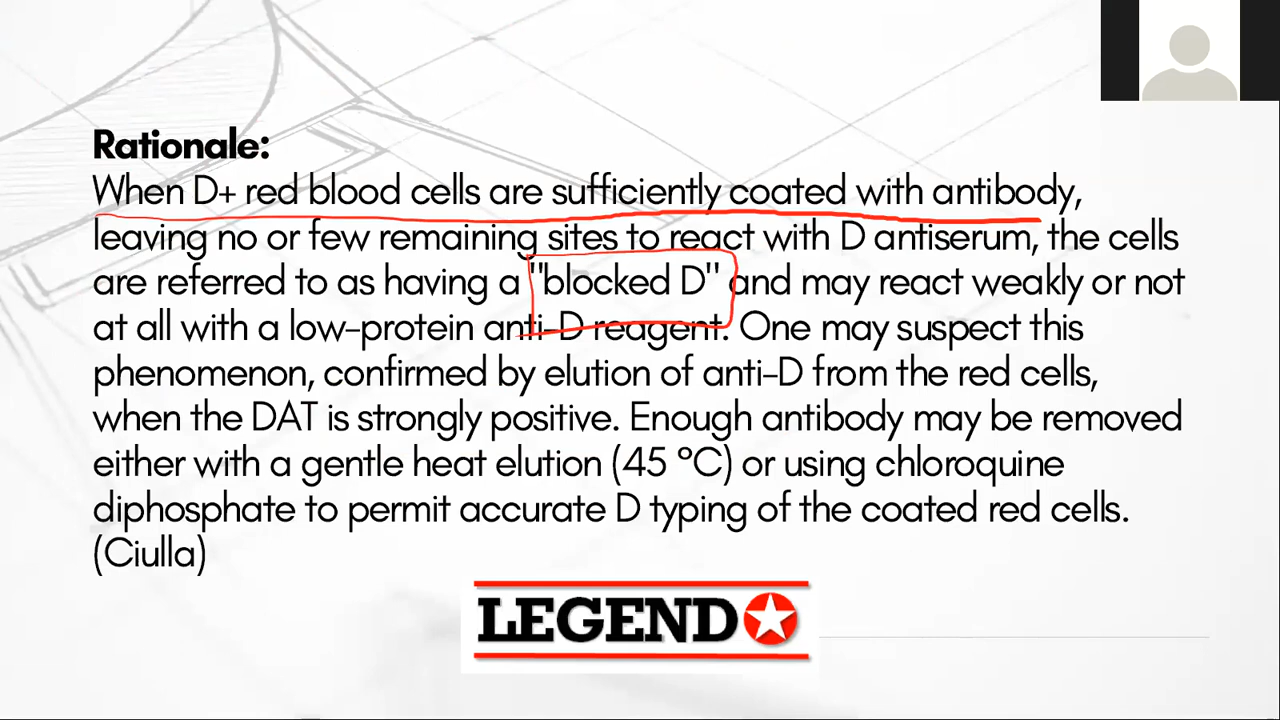 Rationale:
When D+ red blood cells are sufficiently coated with antibody,
leaving no or few remaining sites to react with D antiserum, the cells
are referred to as having a "blocked D" and may react weakly or not
at all with a low-protein anti-D reagent. One may suspect this
phenomenon, confirmed by elution of anti-D from the red cells,
when the DAT is strongly positive. Enough antibody may be removed
either with a gentle heat elution (45 °C) or using chloroquine
diphosphate to permit accurate D typing of the coated red cells.
(Ciulla)
LEGEND